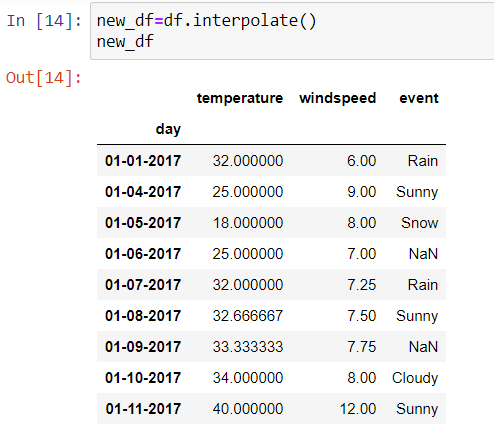 In [14]: new_df=df.interpolate()
new_df
Out[14]:
temperature windspeed event
day
01-01-2017 32.000000 6.00 Rain
01-04-2017 25.000000 9.00 Sunny
01-05-2017 18.000000 8.00 Snow
01-06-2017 25.000000 7.00 NaN
01-07-2017 32.000000 7.25 Rain
01-08-2017 32.666667 7.50 Sunny
01-09-2017 33.333333 7.75 NaN
01-10-2017 34.000000 8.00 Cloudy
01-11-2017 40.000000 12.00 Sunny